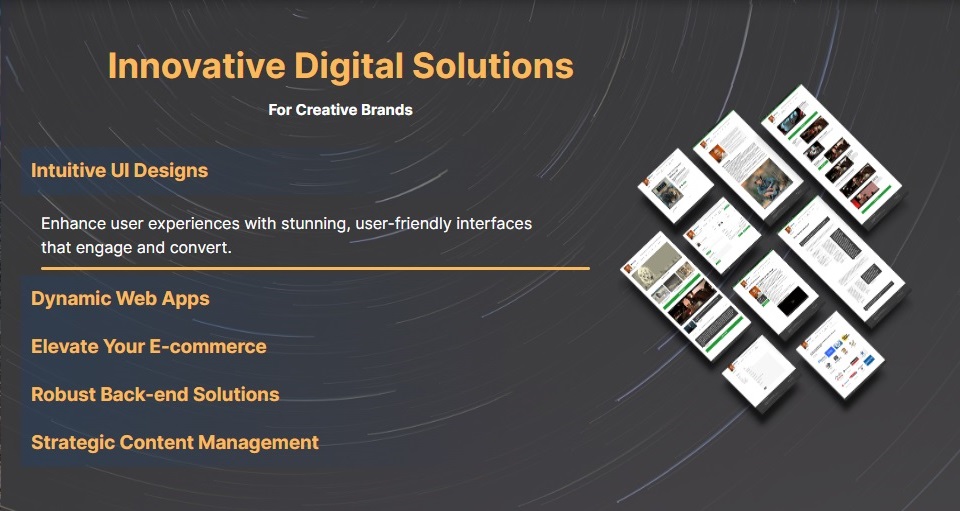 Innovative Digital Solutions
For Creative Brands
Intuitive UI Designs
Enhance user experiences with stunning, user-friendly interfaces
that engage and convert.
Dynamic Web Apps
Elevate Your E-commerce
Robust Back-end Solutions
Strategic Content Management